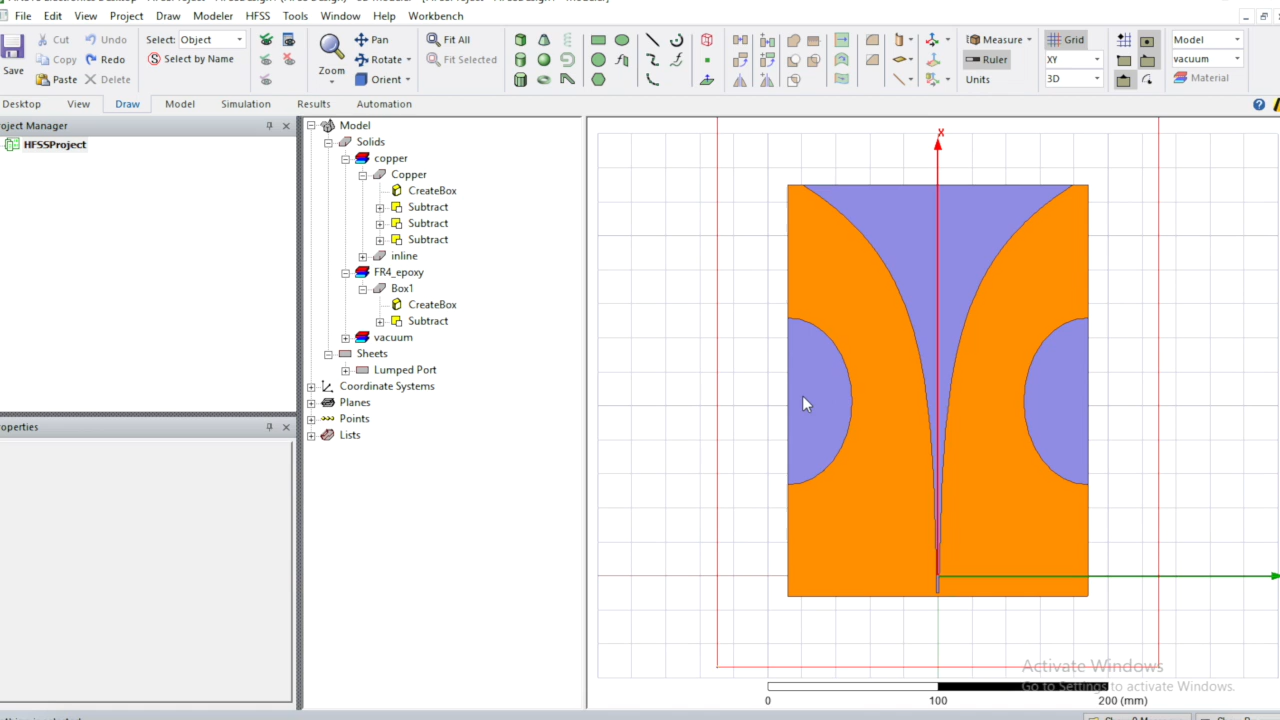 File Edit View Project Draw Modeler HFSS Tools Window Help Workbench
Save
Cut
Copy
Paste
Undo
Redo
Delete
Select: Object
Select by Name
Zoom
Pan
Rotate
Orient
Fit All
Fit Selected
Measure
Ruler
Units
Grid
XY
3D
Model
vacuum
Material
Desktop View Draw Model Simulation Results Automation
oject Manager
HFSSProject
operties
Model
Solids
copper
Copper
CreateBox
Subtract
Subtract
Subtract
inline
FR4_epoxy
Box1
CreateBox
Subtract
vacuum
Sheets
Lumped Port
Coordinate Systems
Planes
Points
Lists
X
Activate Windows
Go to Settings to activate Windows.
0 100 200 (mm)